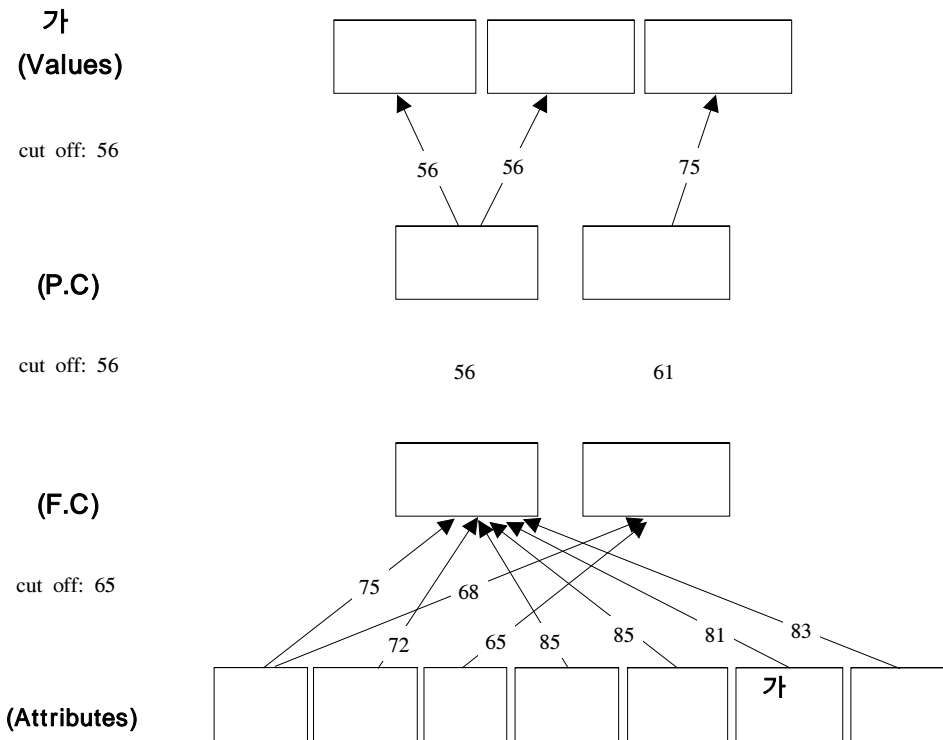 가
(Values)
cut off: 56
56 56 75
(P.C)
cut off: 56
56 61
(F.C)
cut off: 65
75 68
72 65 85 85 81 83
가
(Attributes)